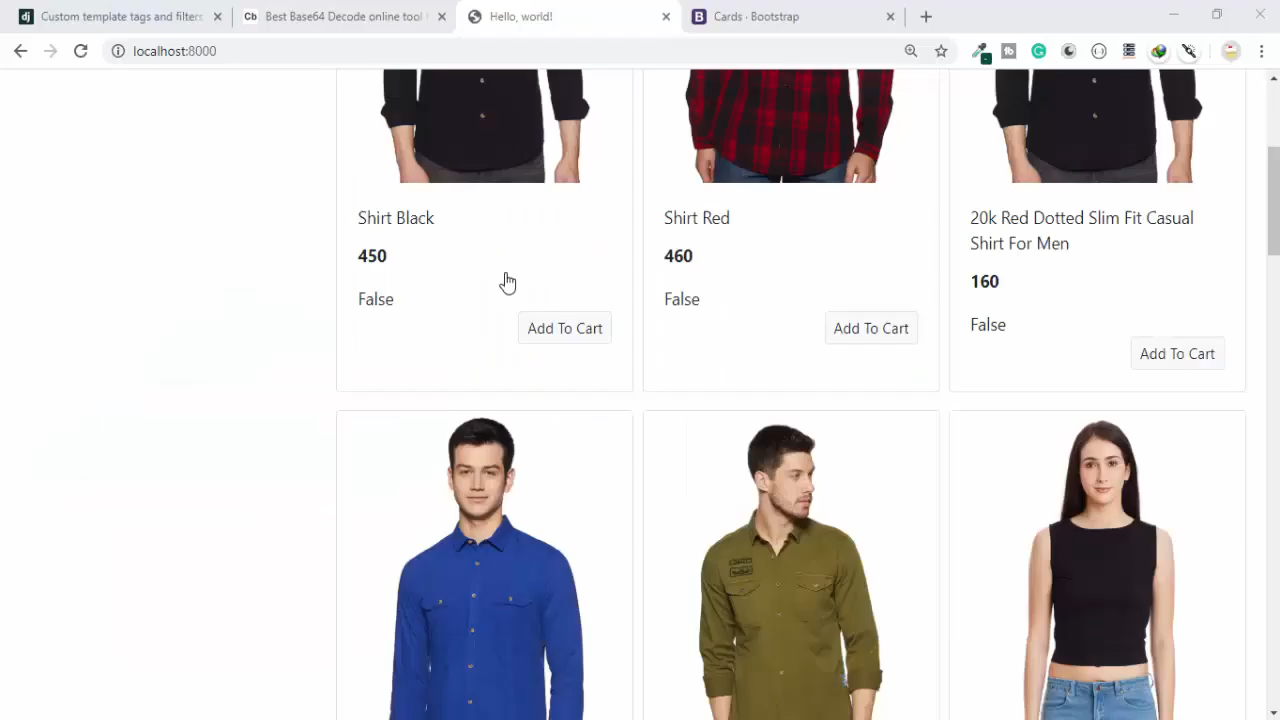 Custom template tags and filters
Best Base64 Decode online tool
Hello, world!
Cards · Bootstrap
localhost:8000
Shirt Black
450
False
Add To Cart
Shirt Red
460
False
Add To Cart
20k Red Dotted Slim Fit Casual
Shirt For Men
160
False
Add To Cart